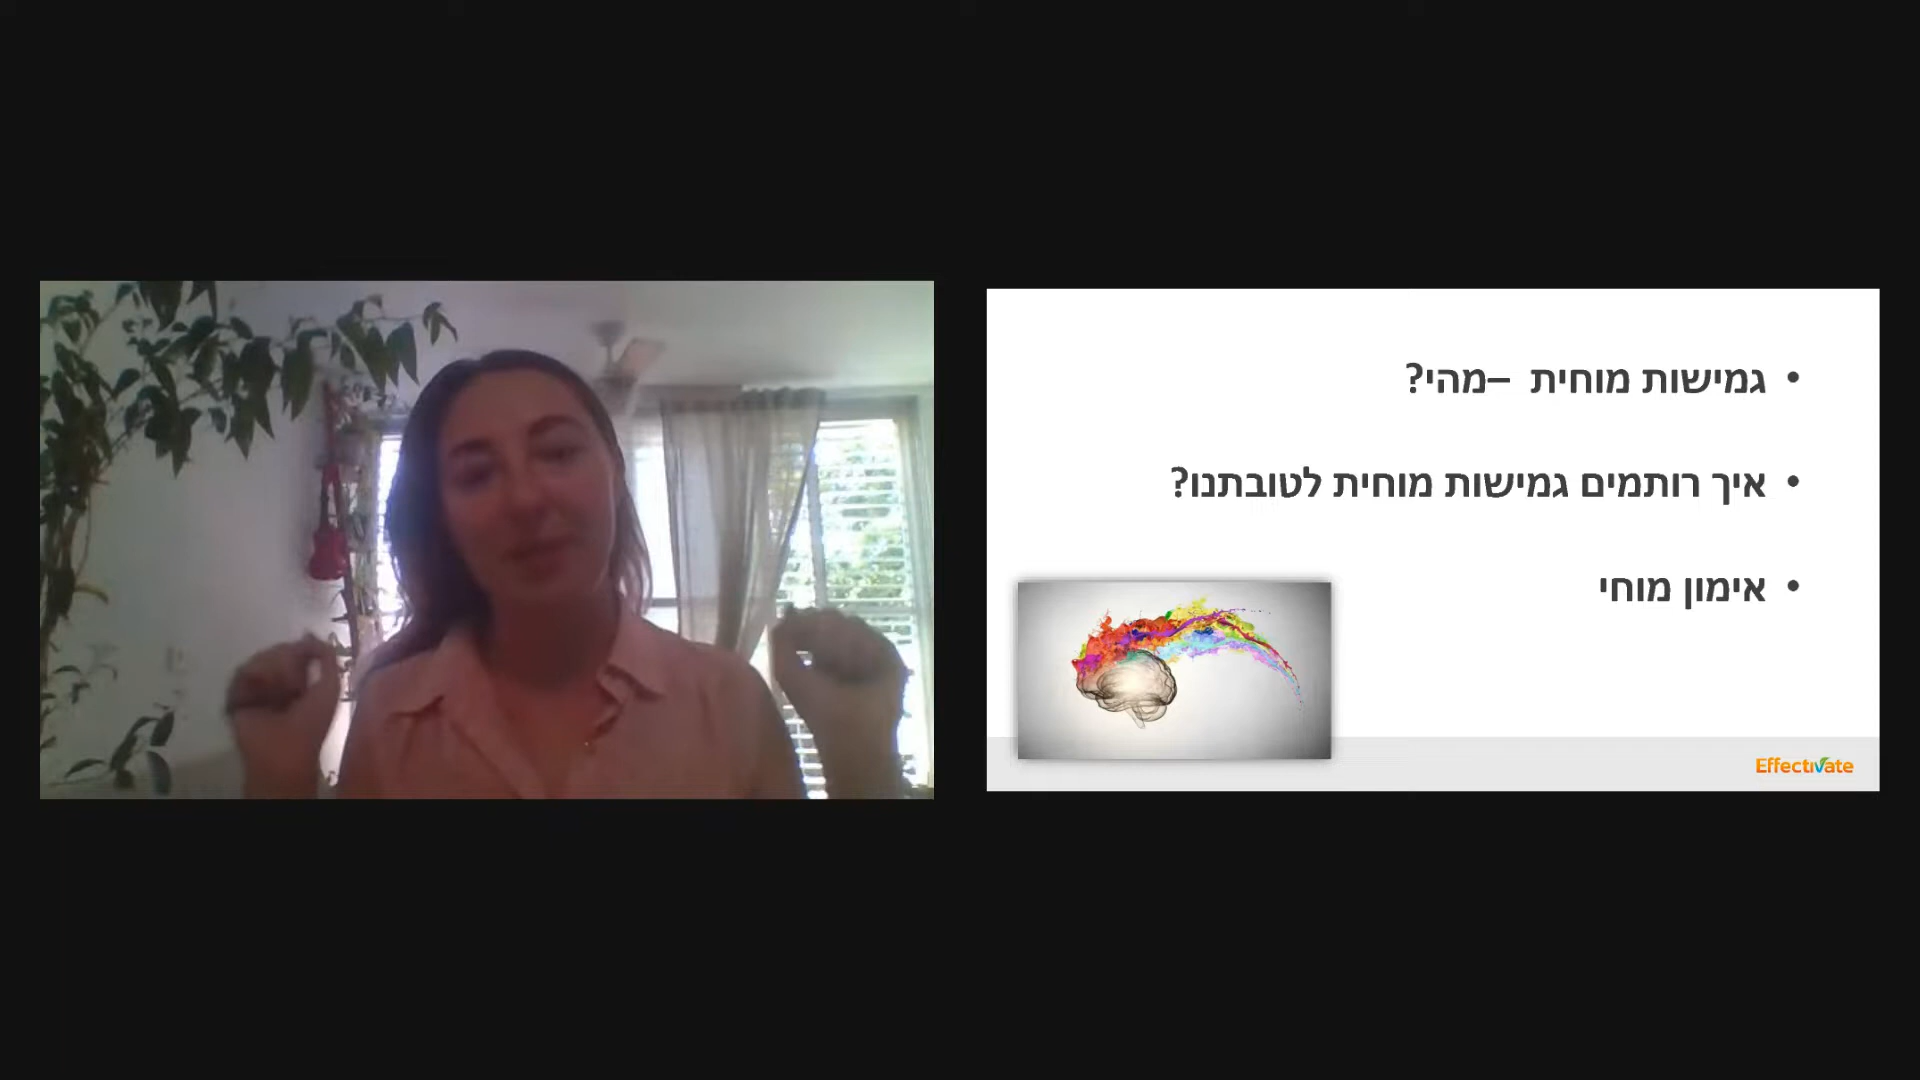 • גמישות מוחית –מהי?
• איך רותמים גמישות מוחית לטובתנו?
• אימון מוחי
Effectivate